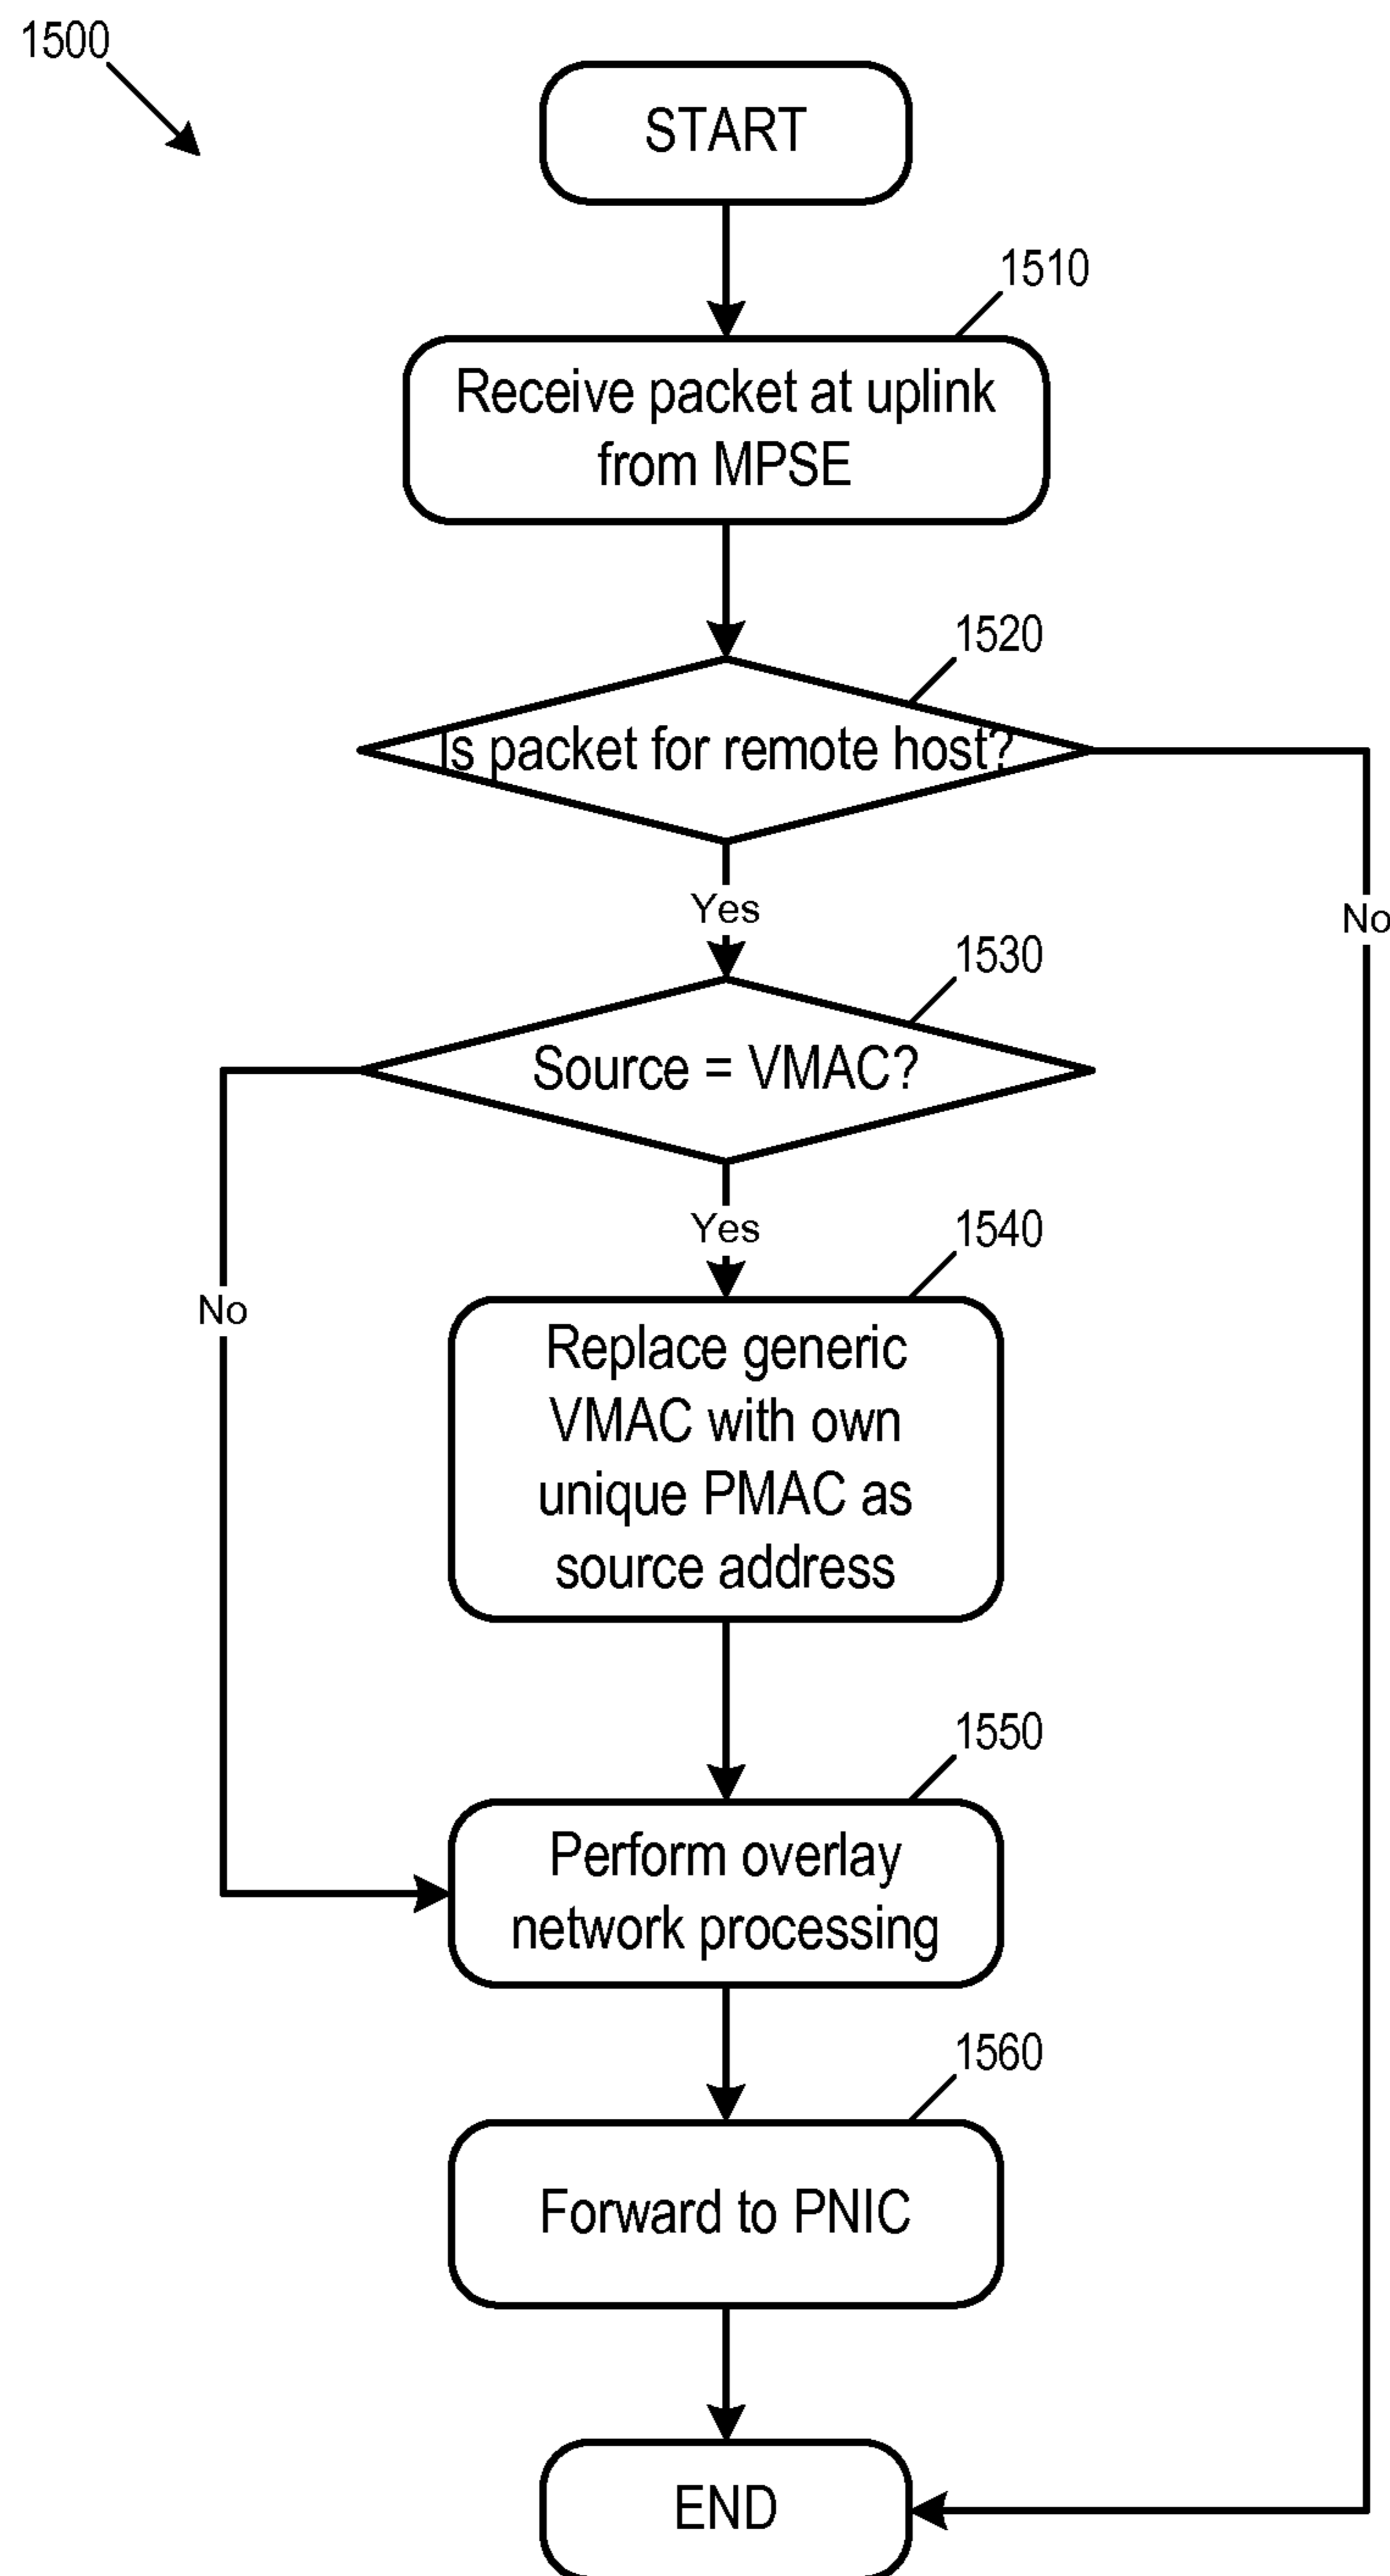 1500
START
1510
Receive packet at uplink
from MPSE
1520
Is packet for remote host?
Yes
No
1530
Source = VMAC?
Yes
1540
No
Replace generic
VMAC with own
unique PMAC as
source address
1550
Perform overlay
network processing
1560
Forward to PNIC
END